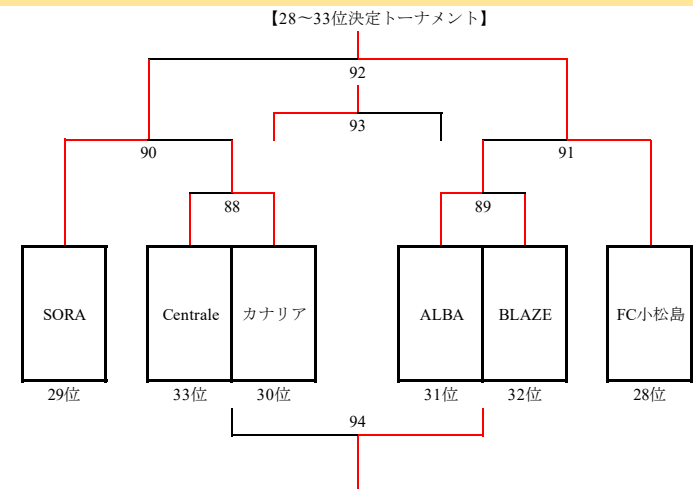 【28～33位決定トーナメント】
92
93
90
91
88
89
SORA
Centrale
カナリア
ALBA
BLAZE
FC小松島
29位
33位
30位
31位
32位
28位
94